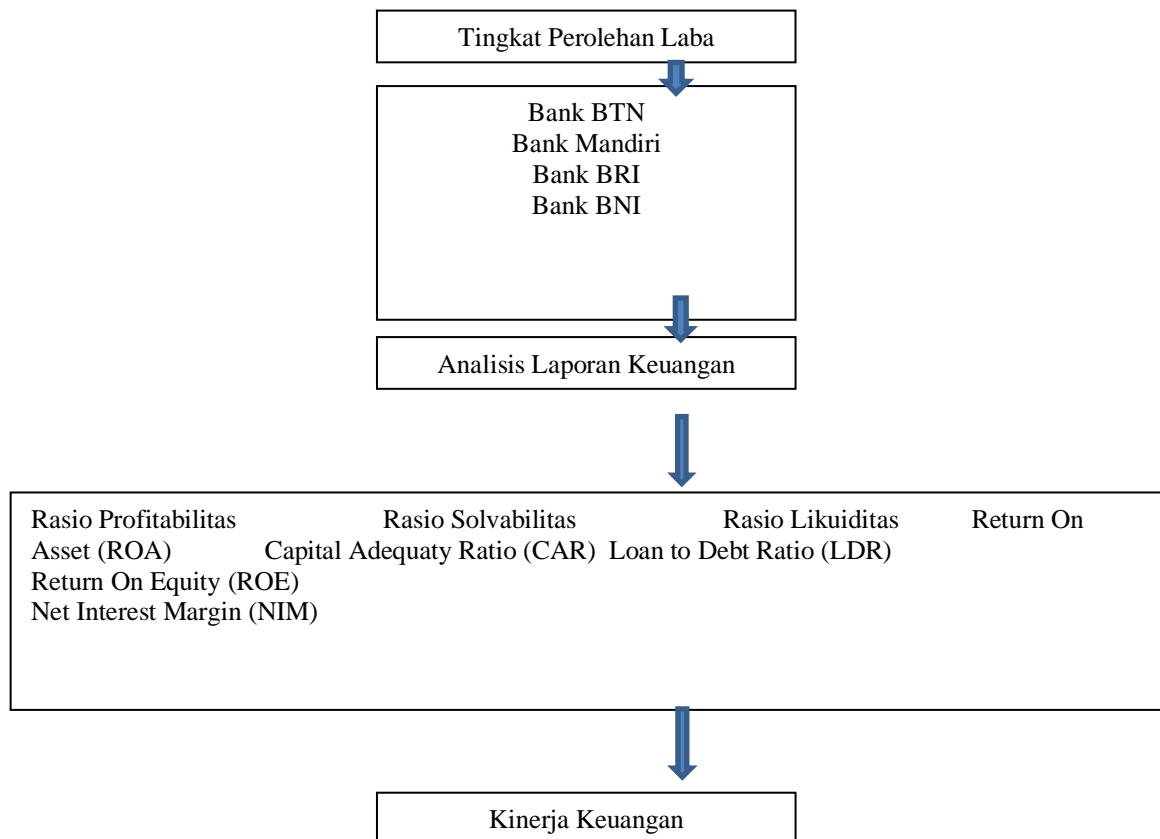 Tingkat Perolehan Laba
Bank BTN
Bank Mandiri
Bank BRI
Bank BNI
Analisis Laporan Keuangan
Rasio Profitabilitas Rasio Solvabilitas Rasio Likuiditas Return On
Asset (ROA) Capital Adequaty Ratio (CAR) Loan to Debt Ratio (LDR)
Return On Equity (ROE)
Net Interest Margin (NIM)
Kinerja Keuangan